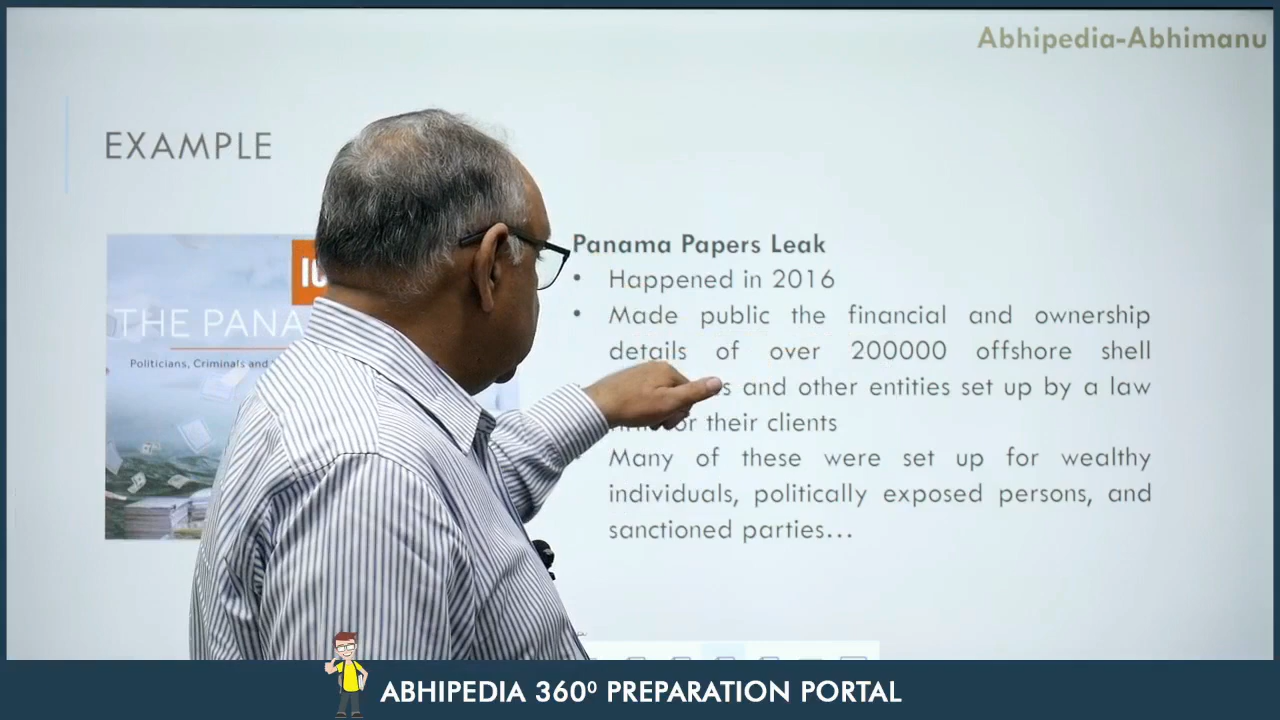 Abhipedia-Abhimanu
EXAMPLE
THE PANA
Politicians, Criminals and
Panama Papers Leak
• Happened in 2016
• Made public the financial and ownership
details of over 200000 offshore shell
and other entities set up by a law
their clients
Many of these were set up for wealthy
individuals, politically exposed persons, and
sanctioned parties...
ABHIPEDIA 360⁰ PREPARATION PORTAL